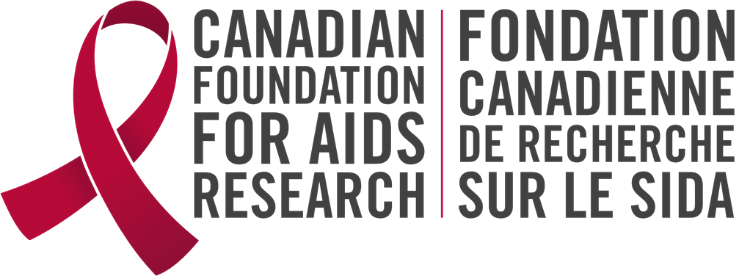 CANADIAN
FOUNDATION
FOR AIDS
RESEARCH
FONDATION
CANADIENNE
DE RECHERCHE
SUR LE SIDA